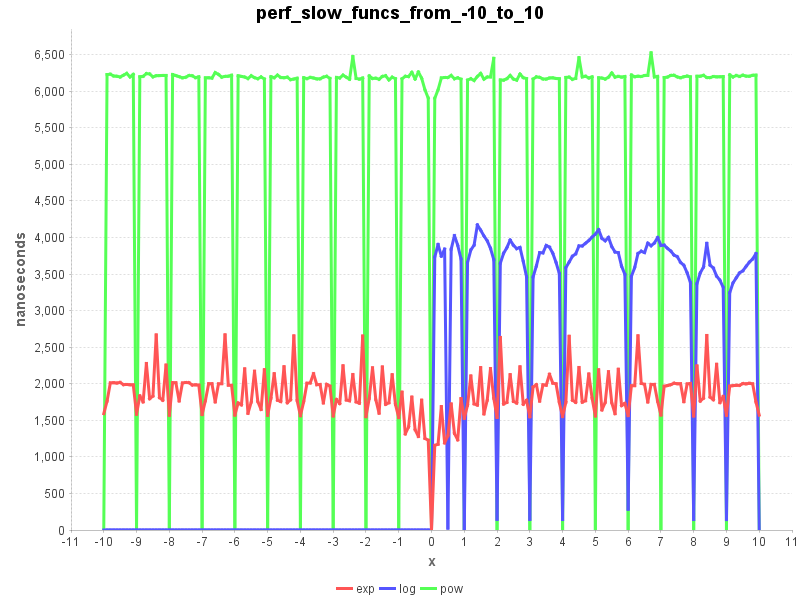 perf_slow_funcs_from_-10_to_10
nanoseconds
6,500
6,000
5,500
5,000
4,500
4,000
3,500
3,000
2,500
2,000
1,500
1,000
500
0
-11 -10 -9 -8 -7 -6 -5 -4 -3 -2 -1 0 1 2 3 4 5 6 7 8 9 10 11
x
exp log pow